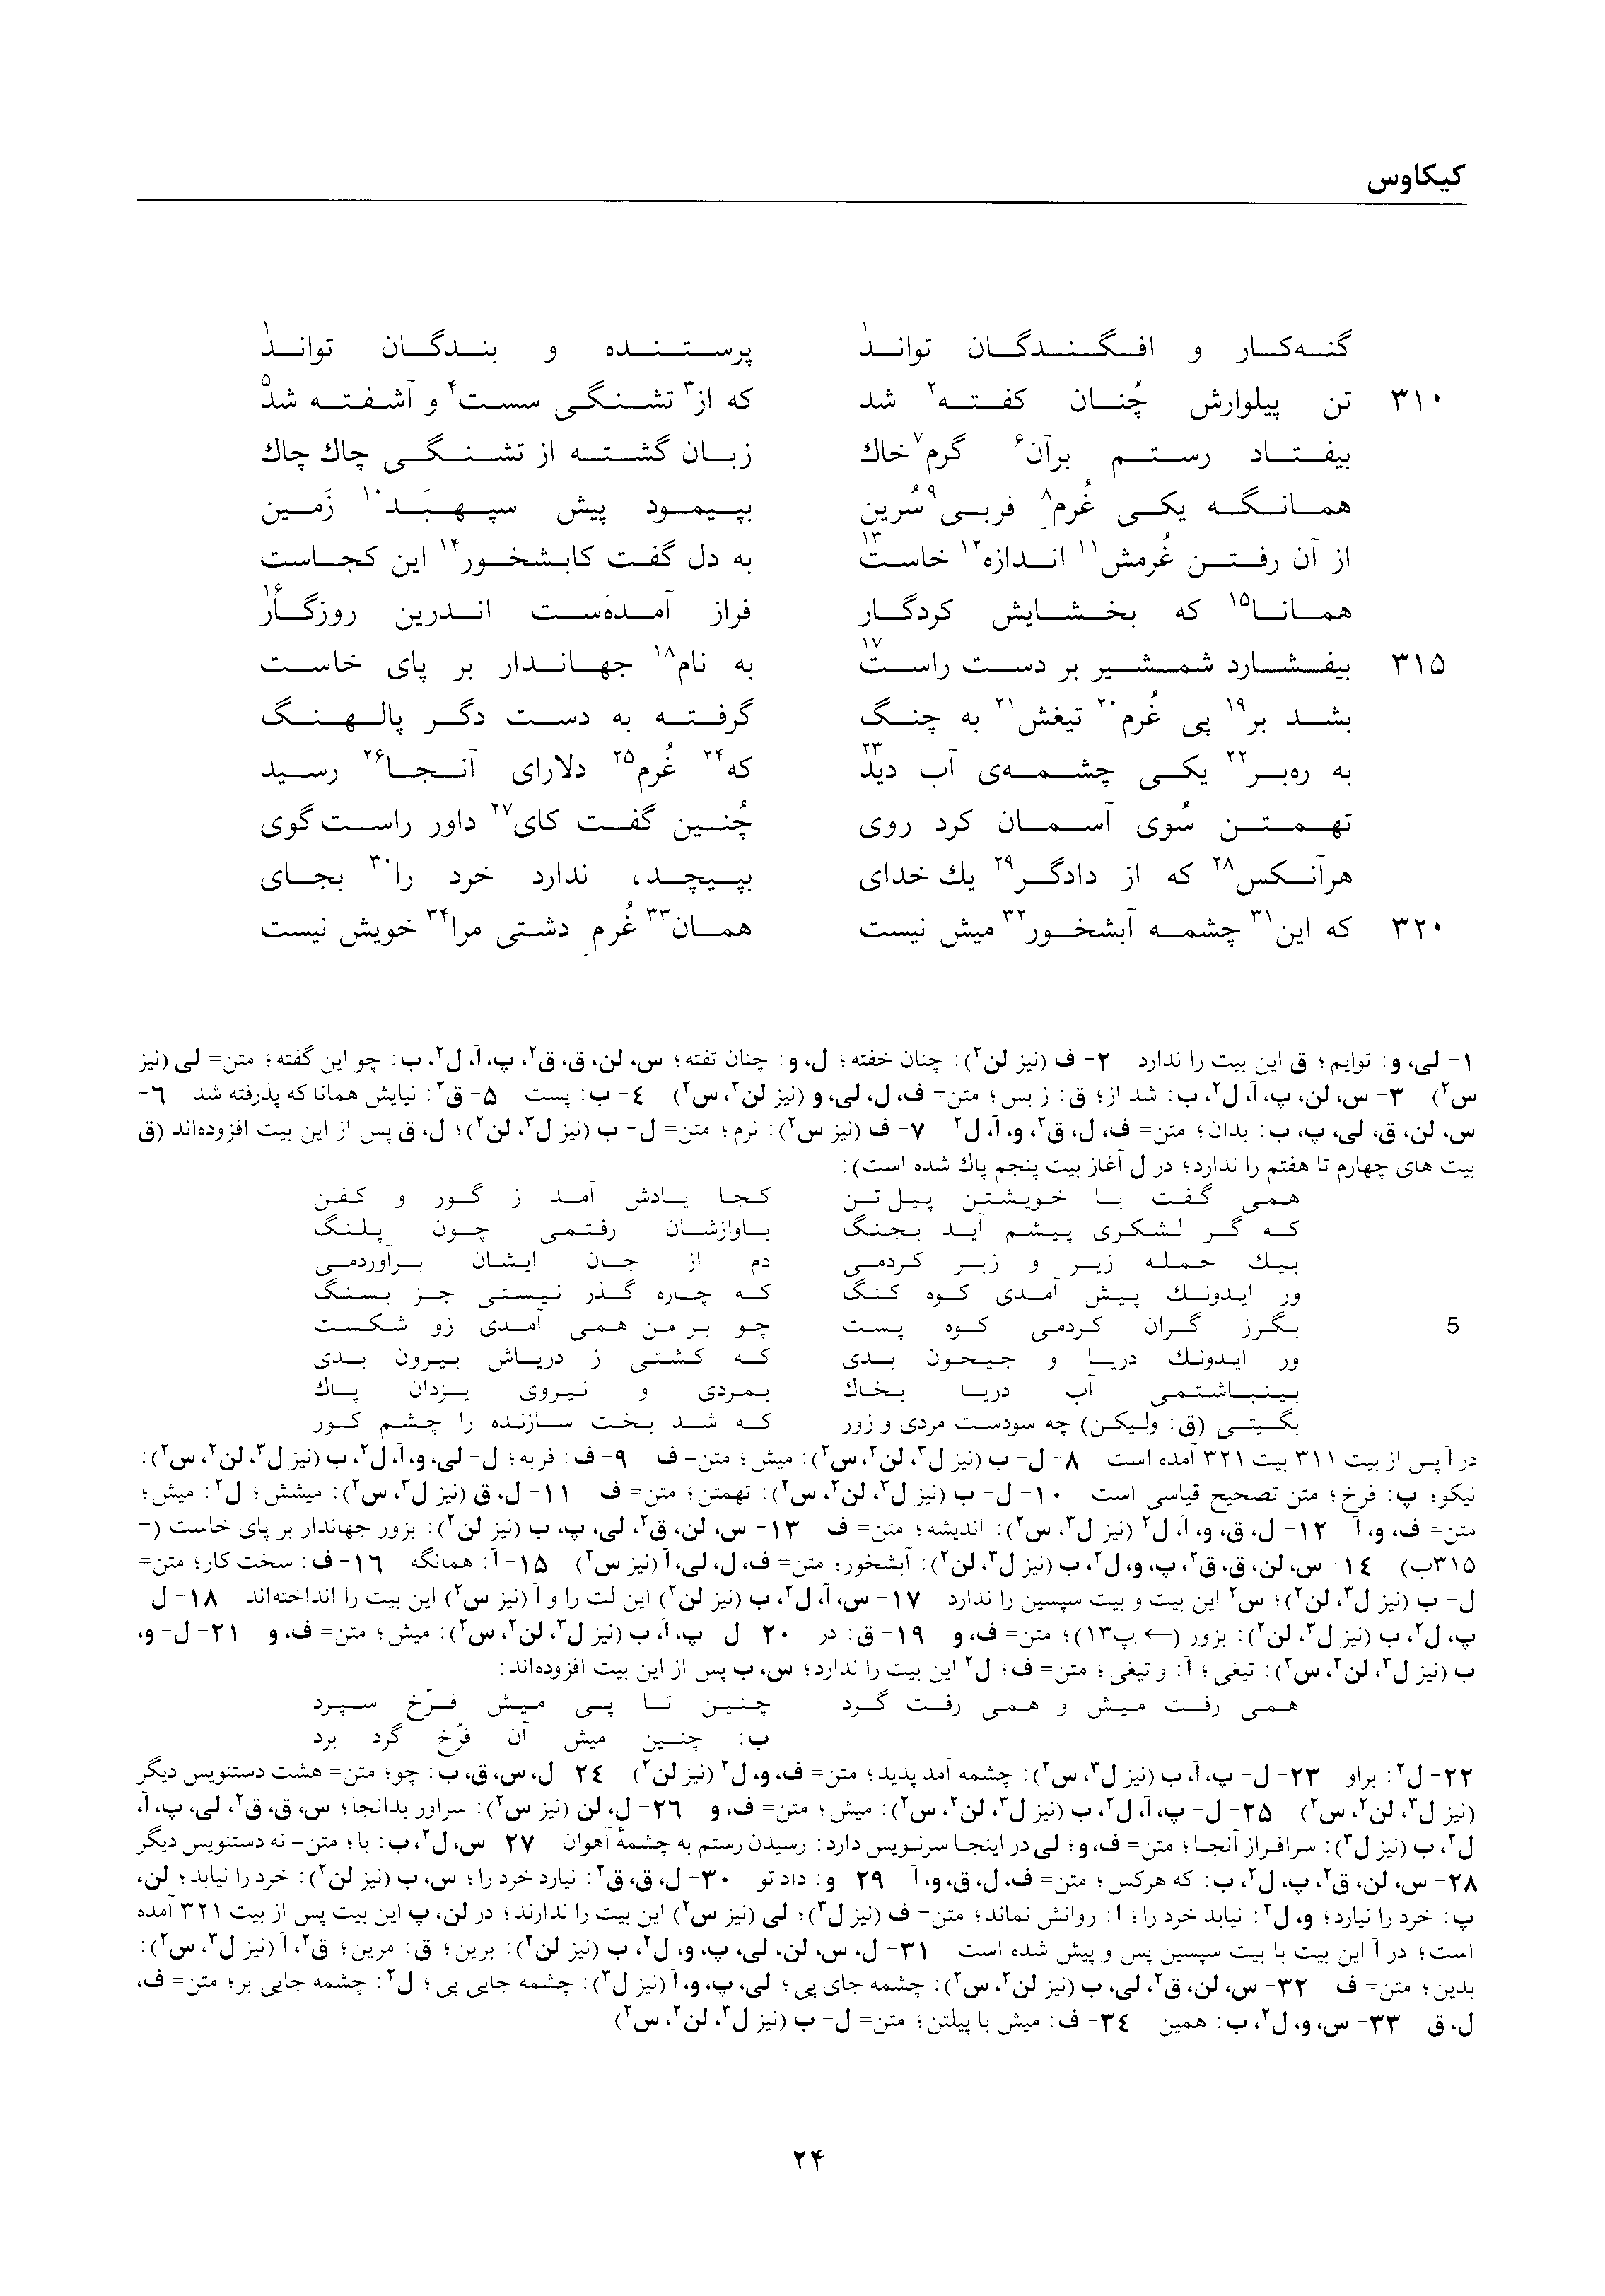 کیکاوس
گنه‌کار و افگندگان تواند¹ پرستنده و بندگان تواند¹
۳۱۰ تن پیلوارش چُنان کفته² شد که از³ تشنگی سست⁴ و آشفته شد⁵
بیفتاد رستم برآن⁶ گرم⁷ خاك زبان گشته از تشنگی چاك چاك
همانگه یکی غُرم⁸ فربی⁹ سُرین بپیمود پیش سپهبَد¹⁰ زَمین
از آن رفتن غُرمش¹¹ اندازه¹² خاست¹³ به دل گفت کابشخور¹⁴ این کجاست
همانا¹⁵ که بخشایش کردگار فراز آمده‌ست اندرین روزگار¹⁶
۳۱۵ بیفشارد شمشیر بر دست راست¹⁷ به نام¹⁸ جهاندار بر پای خاست
بشد بر¹⁹ پی غُرم²⁰ تیغش²¹ به چنگ گرفته به دست دگر پالهنگ
به ره‌بر²² یکی چشمه‌ی آب دید²³ که²⁴ غُرم²⁵ دلارای آنجا²⁶ رسید
تهمتن سُوی آسمان کرد روی چُنین گفت کای²⁷ داور راست‌گوی
هرآنکس²⁸ که از دادگر²⁹ یك خدای بپیچد، ندارد خرد را³⁰ بجای
۳۲۰ که این³¹ چشمه آبشخور³² میش نیست همان³³ غُرمِ دشتی مرا³⁴ خویش نیست
۱- لی، و: توایم؛ ق این بیت را ندارد ۲- ف (نیز لن²): چنان خفته؛ ل، و: چنان تفته؛ س، لن، ق، ق²، پ، آ، ل²، ب: چو این گفته؛ متن= لی (نیز
س²) ۳- س، لن، پ، آ، ل²، ب: شد از؛ ق: ز بس؛ متن= ف، ل، لی، و (نیز لن²، س²) ۴- ب: پست ۵- ق²: نیایش همانا که پذرفته شد ۶-
س، لن، ق، لی، پ، ب: بدان؛ متن= ف، ل، ق²، و، آ، ل² ۷- ف (نیز س²): نرم؛ متن= ل- ب (نیز ل³، لن²)؛ ل، ق پس از این بیت افزوده‌اند (ق
بیت های چهارم تا هفتم را ندارد؛ در ل آغاز بیت پنجم پاك شده است):
همی گفت با خویشتن پیل تن کجا یادش آمد ز گور و کفن
که گر لشکری پیشم آید بجنگ باوازشان رفتمی چون پلنگ
بیك حمله زیر و زبر کردمی دم از جان ایشان برآوردمی
ور ایدونك پیش آمدی کوه کنگ که چاره گذر نیستی جز بسنگ
5 بگرز گران کردمی کوه پست چو بر من همی آمدی زو شکست
ور ایدونك دریا و جیحون بدی که کشتی ز دریاش بیرون بدی
بینباشتمی آب دریا بخاك بمردی و نیروی یزدان پاك
بگیتی (ق: ولیکن) چه سودست مردی و زور که شد بخت سازنده را چشم کور
در آ پس از بیت ۳۱۱ بیت ۳۲۱ آمده است ۸- ل- ب (نیز ل³، لن²، س²): میش؛ متن= ف ۹- ف: فربه؛ ل- لی، و، آ، ل²، ب (نیز ل³، لن²، س²):
نیکو؛ پ: فرخ؛ متن تصحیح قیاسی است ۱۰- ل- ب (نیز ل³، لن²، س²): تهمتن؛ متن= ف ۱۱- ل، ق (نیز ل³، س²): میشش؛ ل²: میش؛
متن= ف، و، آ ۱۲- ل، ق، و، آ، ل² (نیز ل³، س²): اندیشه؛ متن= ف ۱۳- س، لن، ق²، لی، پ، ب (نیز لن²): بزور جهاندار بر پای خاست (=
۳۱۵ب) ۱۴- س، لن، ق، ق²، پ، و، ل²، ب (نیز ل³، لن²): آبشخور؛ متن= ف، ل، لی، آ (نیز س²) ۱۵- آ: همانگه ۱۶- ف: سخت کار؛ متن=
ل- ب (نیز ل³، لن²)؛ س² این بیت و بیت سپسین را ندارد ۱۷- س، آ، ل²، ب (نیز لن²) این لت را و آ (نیز س²) این بیت را انداخته‌اند ۱۸- ل-
پ، ل²، ب (نیز ل³، لن²): بزور (← پ۱۳)؛ متن= ف، و ۱۹- ق: در ۲۰- ل- پ، آ، ب (نیز ل³، لن²، س²): میش؛ متن= ف، و ۲۱- ل- و،
ب (نیز ل³، لن²، س²): تیغی؛ آ: و تیغی؛ متن= ف؛ ل² این بیت را ندارد؛ س، ب پس از این بیت افزوده‌اند:
همی رفت میش و همی رفت گرد چنین تا پی میش فرّخ سپرد
ب: چنین میش آن فرّخ گرد برد
۲۲- ل²: براو ۲۳- ل- پ، آ، ب (نیز ل³، س²): چشمه آمد پدید؛ متن= ف، و، ل² (نیز لن²) ۲۴- ل، س، ق، ب: چو؛ متن= هشت دستنویس دیگر
(نیز ل³، لن²، س²) ۲۵- ل- پ، آ، ل²، ب (نیز ل³، لن²، س²): میش؛ متن= ف، و ۲۶- ل، لن (نیز س²): سراور بدانجا؛ س، ق، ق²، لی، پ، آ،
ل²، ب (نیز ل³): سرافراز آنجا؛ متن= ف، و؛ لی در اینجا سرنویس دارد: رسیدن رستم به چشمهٔ آهوان ۲۷- س، ل²، ب: با؛ متن= نه دستنویس دیگر
۲۸- س، لن، ق²، پ، ل²، ب: که هرکس؛ متن= ف، ل، ق، و، آ ۲۹- و: داد تو ۳۰- ل، ق، ق²: نیارد خرد را؛ س، ب (نیز لن²): خرد را نیابد؛ لن،
پ: خرد را نیارد؛ و، ل²: نیابد خرد را؛ آ: روانش نماند؛ متن= ف (نیز ل³)؛ لی (نیز س²) این بیت را ندارند؛ در لن، پ این بیت پس از بیت ۳۲۱ آمده
است؛ در آ این بیت با بیت سپسین پس و پیش شده است ۳۱- ل، س، لن، لی، پ، و، ل²، ب (نیز لن²): برین؛ ق: مرین؛ ق²، آ (نیز ل³، س²):
بدین؛ متن= ف ۳۲- س، لن، ق²، لی، ب (نیز لن²، س²): چشمه جای پی؛ لی، پ، و، آ (نیز ل³): چشمه جایی پی؛ ل²: چشمه جایی بر؛ متن= ف،
ل، ق ۳۳- س، و، ل²، ب: همین ۳۴- ف: میش با پیلتن؛ متن= ل- ب (نیز ل³، لن²، س²)
۲۴